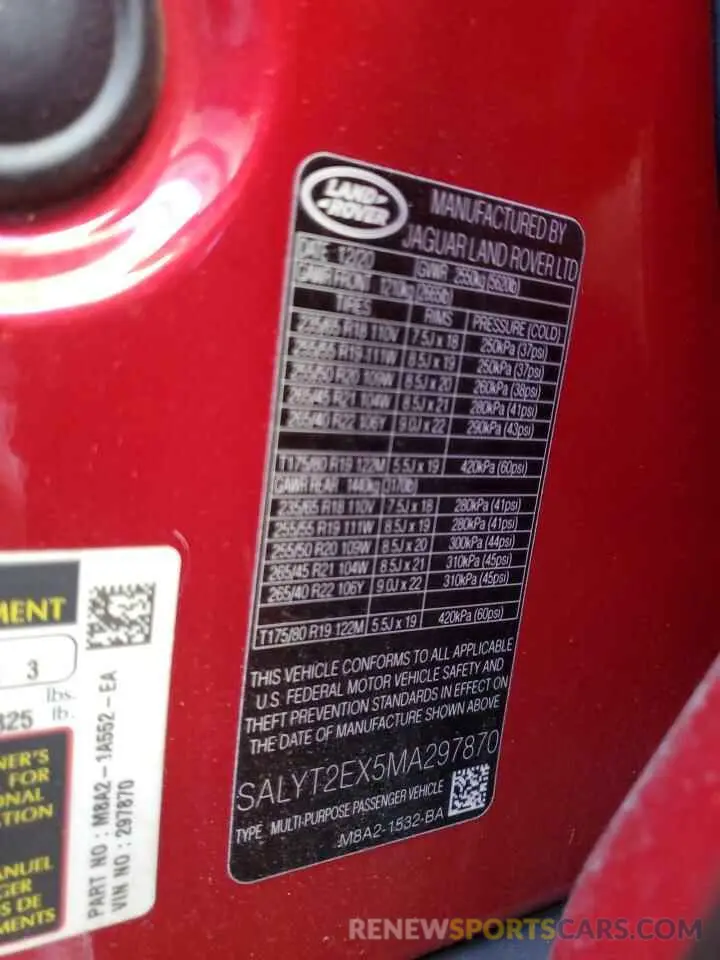 LAND ROVER
MANUFACTURED BY
JAGUAR LAND ROVER LTD
DATE 12/20 GVWR 2550kg (5620lb)
GAWR FRONT 1210kg (2665lb)
TYRES RIMS PRESSURE (COLD)
235/65 R18 110V 7.5J x 18 250kPa (37psi)
255/55 R19 111W 8.5J x 19 250kPa (37psi)
255/50 R20 109W 8.5J x 20 260kPa (38psi)
265/45 R21 104W 8.5J x 21 280kPa (41psi)
265/40 R22 106Y 9.0J x 22 290kPa (43psi)
T175/80 R19 122M 5.5J x 19 420kPa (60psi)
GAWR REAR 1440kg
235/65 R18 110V 7.5J x 18 280kPa (41psi)
255/55 R19 111W 8.5J x 19 280kPa (41psi)
255/50 R20 109W 8.5J x 20 300kPa (44psi)
265/45 R21 104W 8.5J x 21 310kPa (45psi)
265/40 R22 106Y 9.0J x 22 310kPa (45psi)
T175/80 R19 122M 5.5J x 19 420kPa (60psi)
THIS VEHICLE CONFORMS TO ALL APPLICABLE
U.S. FEDERAL MOTOR VEHICLE SAFETY AND
THEFT PREVENTION STANDARDS IN EFFECT ON
THE DATE OF MANUFACTURE SHOWN ABOVE
SALYT2EX5MA297870
TYPE MULTI-PURPOSE PASSENGER VEHICLE
M8A2-1532-BA
MENT
3
lbs.
325 lb.
NER'S
FOR
ONAL
ATION
ANUEL
GER
S DE
MENTS
PART NO : M8A2-1A552-EA
VIN NO : 297870
RENEWSPORTSCARS.COM